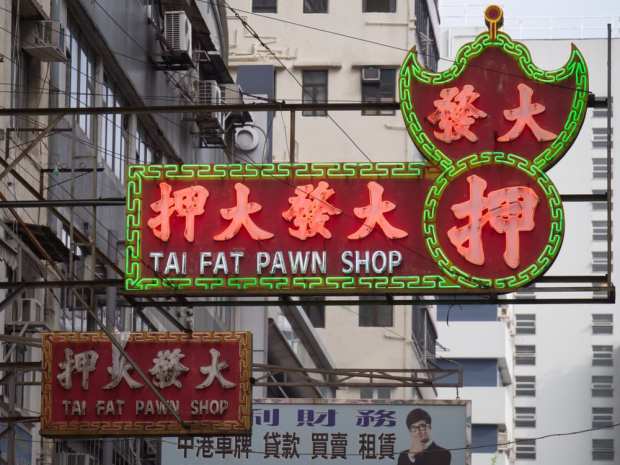 大發
押
大發大押
TAI FAT PAWN SHOP
大發大押
TAI FAT PAWN SHOP
利財務
中港車牌 貸款 買賣 租賃